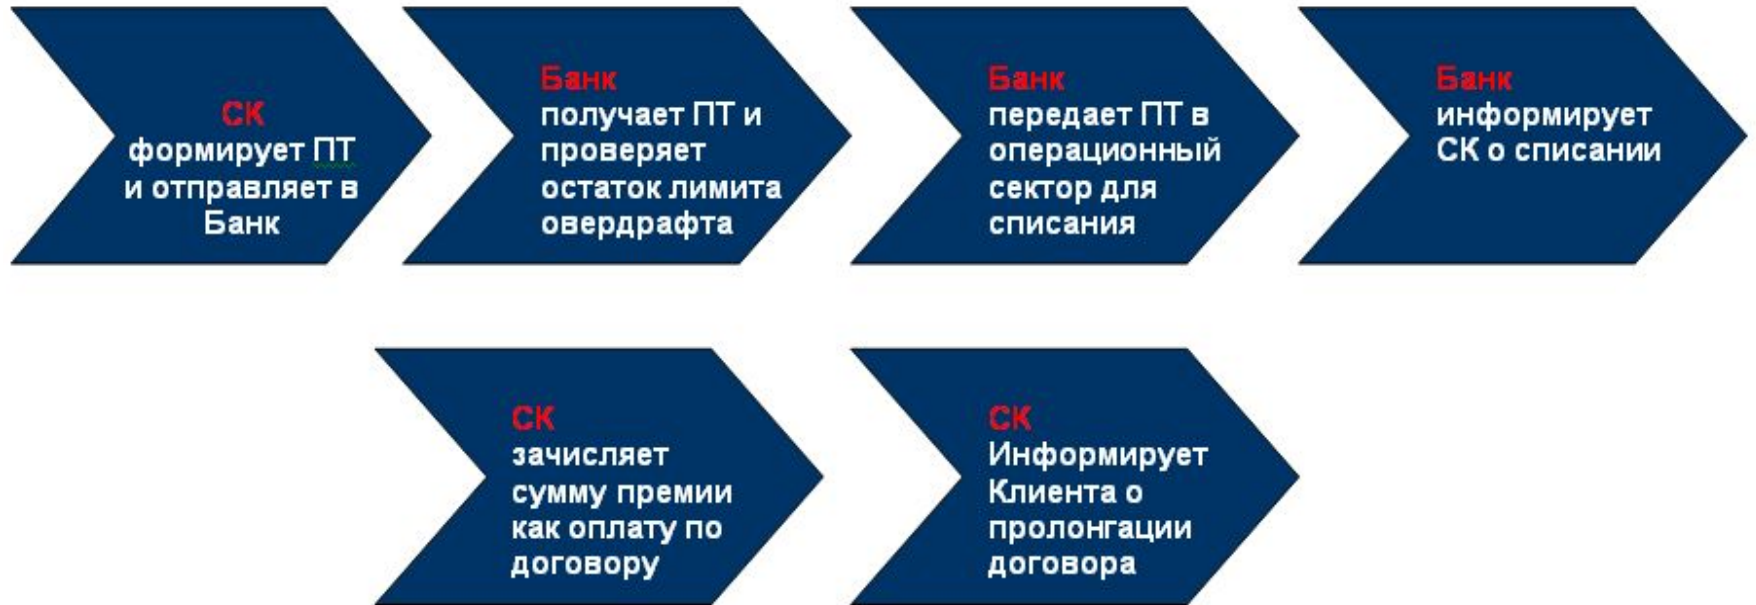 СК
формирует ПТ
и отправляет в
Банк
Банк
получает ПТ и
проверяет
остаток лимита
овердрафта
Банк
передает ПТ в
операционный
сектор для
списания
Банк
информирует
СК о списании
СК
зачисляет
сумму премии
как оплату по
договору
СК
Информирует
Клиента о
пролонгации
договора